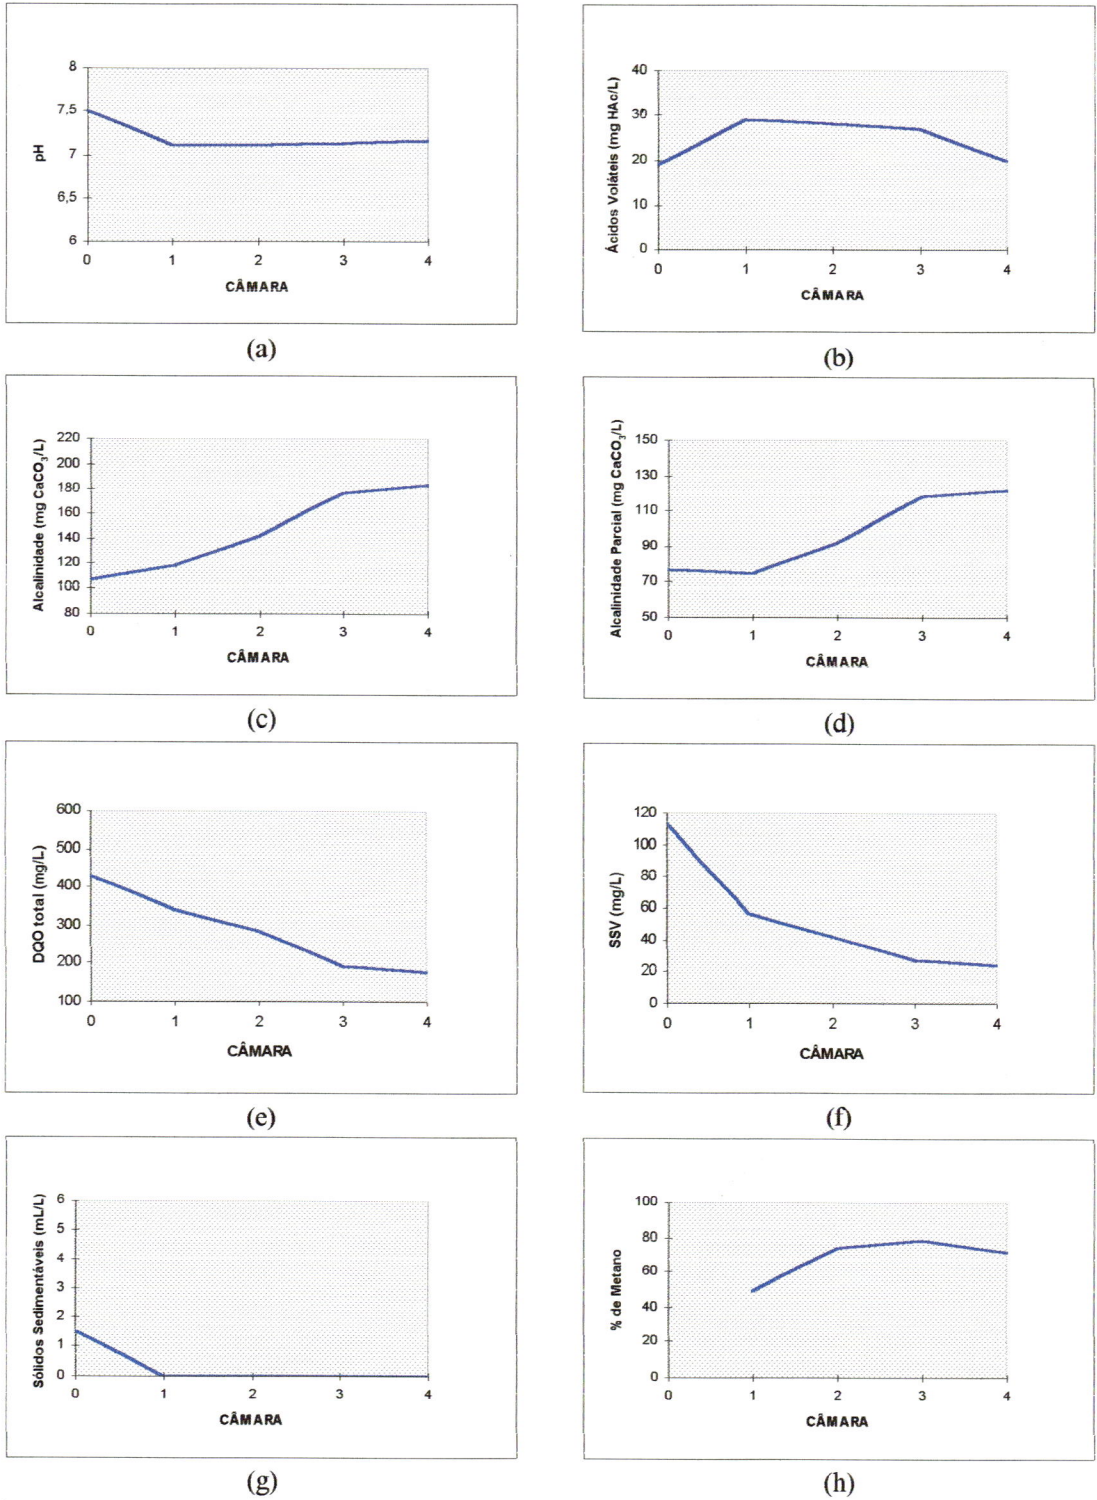 8
7.5
7
6,5
6
0 1 2 3 4
pH
CÂMARA
(a)
40
30
20
10
0
0 1 2 3 4
Ácidos Voláteis (mg HAc/L)
CÂMARA
(b)
220
200
180
160
140
120
100
80
0 1 2 3 4
Alcalinidade (mg CaCO₃/L)
CÂMARA
(c)
150
130
110
90
70
50
0 1 2 3 4
Alcalinidade Parcial (mg CaCO₃/L)
CÂMARA
(d)
600
500
400
300
200
100
0 1 2 3 4
DQO total (mg/L)
CÂMARA
(e)
120
100
80
60
40
20
0
0 1 2 3 4
SSV (mg/L)
CÂMARA
(f)
6
5
4
3
2
1
0
0 1 2 3 4
Sólidos Sedimentáveis (mL/L)
CÂMARA
(g)
100
80
60
40
20
0
0 1 2 3 4
% de Metano
CÂMARA
(h)